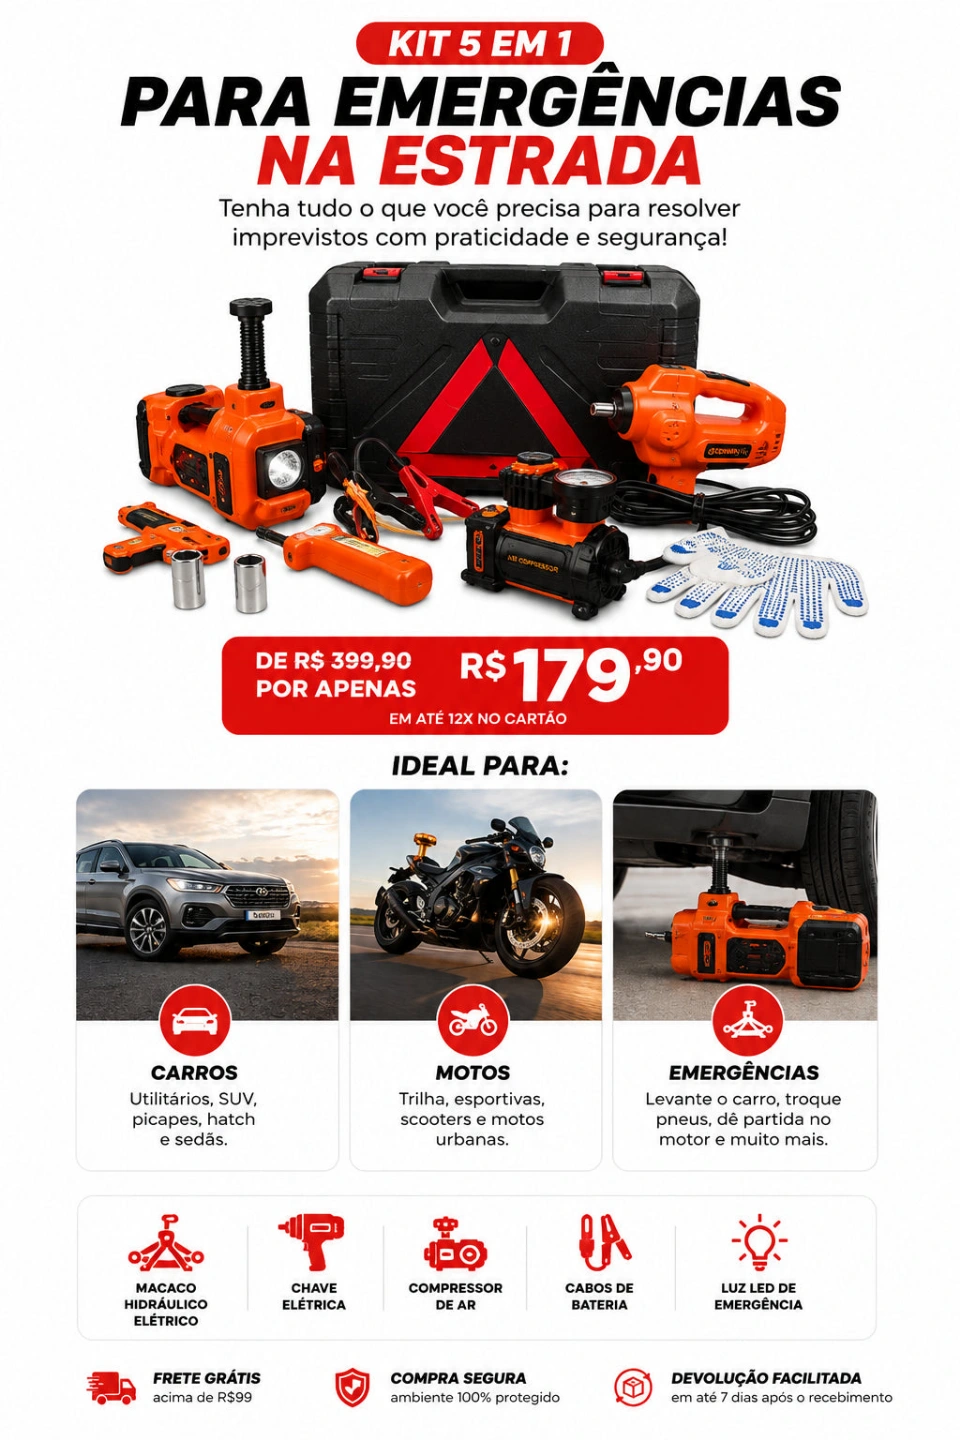 KIT 5 EM 1
PARA EMERGÊNCIAS
NA ESTRADA
Tenha tudo o que você precisa para resolver
imprevistos com praticidade e segurança!
AIR COMPRESSOR
DE R$ 399,90
POR APENAS
R$179,90
EM ATÉ 12X NO CARTÃO
IDEAL PARA:
CARROS
Utilitários, SUV,
picapes, hatch
e sedãs.
MOTOS
Trilha, esportivas,
scooters e motos
urbanas.
EMERGÊNCIAS
Levante o carro, troque
pneus, dê partida no
motor e muito mais.
MACACO
HIDRÁULICO
ELÉTRICO
CHAVE
ELÉTRICA
COMPRESSOR
DE AR
CABOS DE
BATERIA
LUZ LED DE
EMERGÊNCIA
FRETE GRÁTIS
acima de R$99
COMPRA SEGURA
ambiente 100% protegido
DEVOLUÇÃO FACILITADA
em até 7 dias após o recebimento